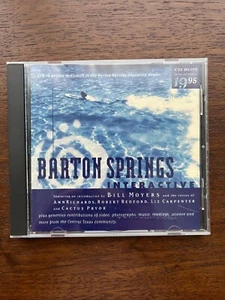 19.95
BARTON SPRINGS
INTERACTIVE
featuring an introduction by BILL MOYERS and the voices of
ANN RICHARDS, ROBERT REDFORD, LIZ CARPENTER
and CACTUS PRYOR
plus generous contributions of video, photographs, music, readings, science and
more from the Central Texas community.